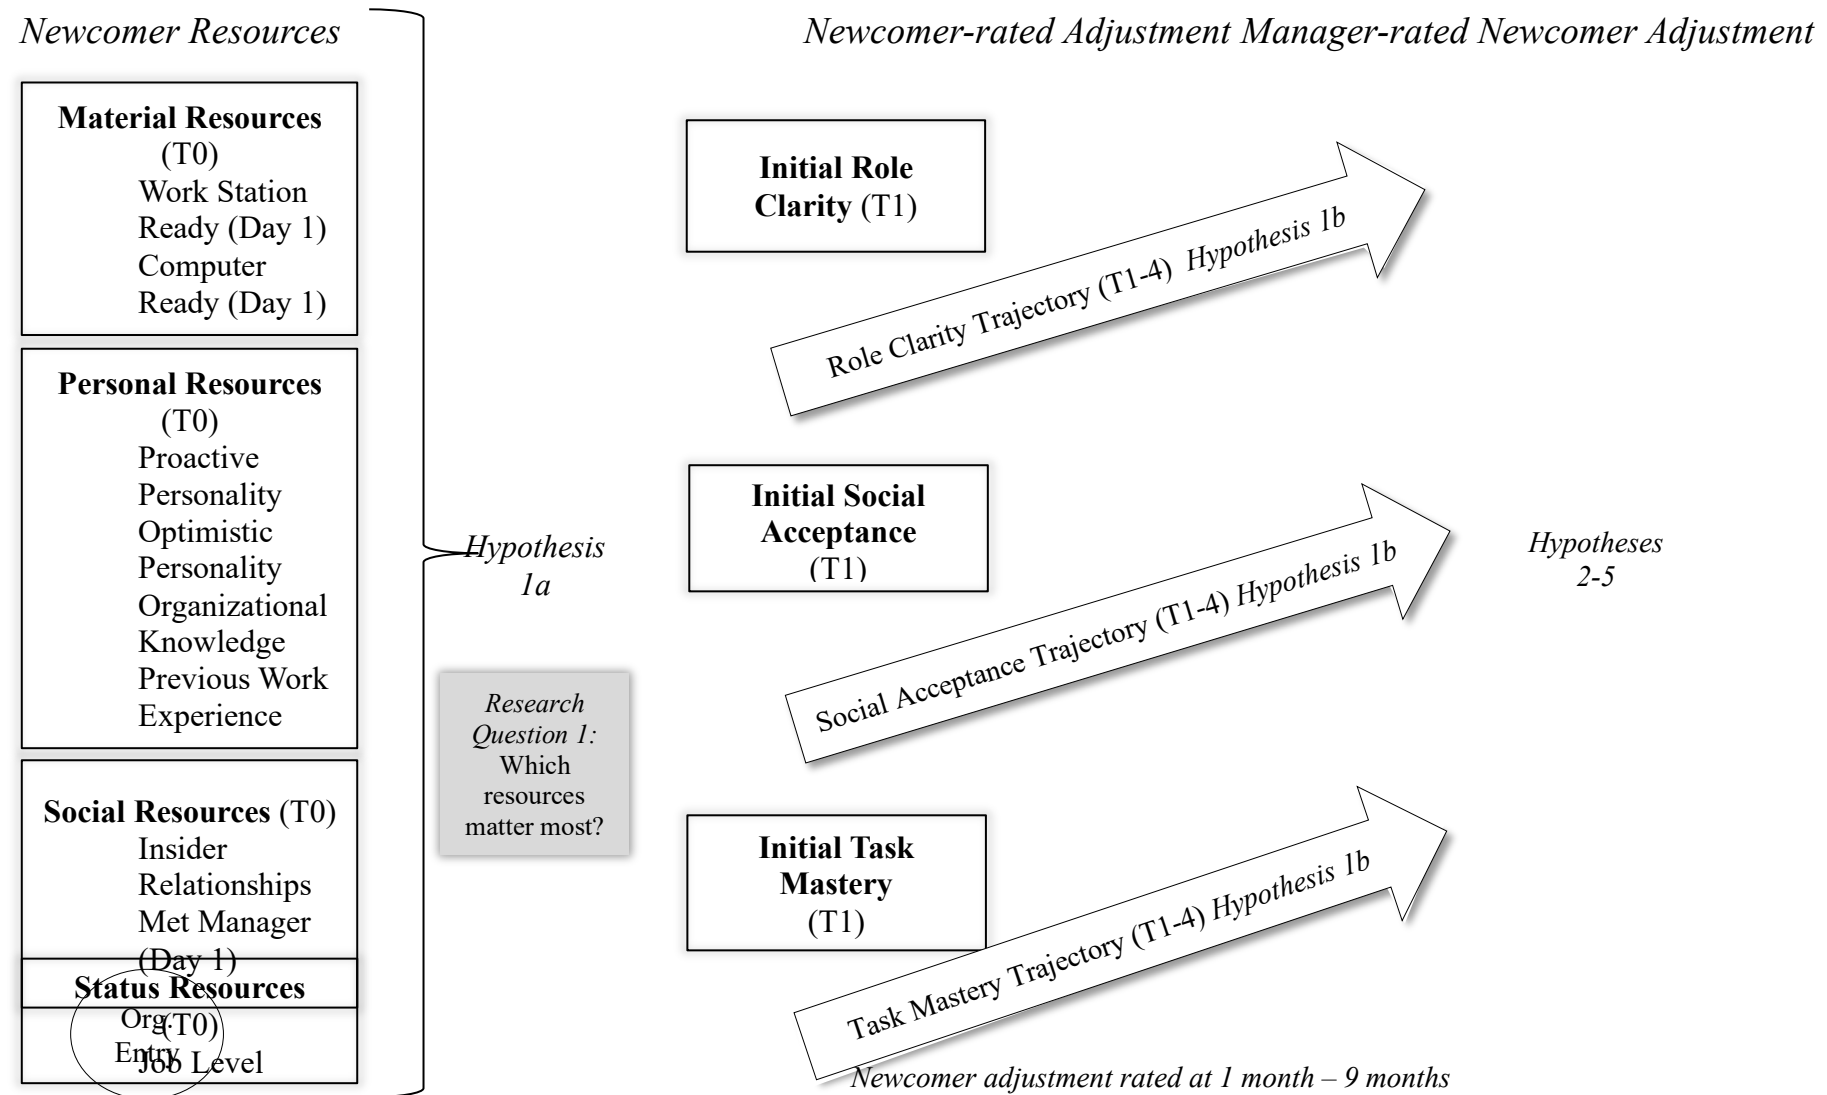 Newcomer Resources
Newcomer-rated Adjustment Manager-rated Newcomer Adjustment
Material Resources
(T0)
Work Station
Ready (Day 1)
Computer
Ready (Day 1)
Personal Resources
(T0)
Proactive
Personality
Optimistic
Personality
Organizational
Knowledge
Previous Work
Experience
Social Resources (T0)
Insider
Relationships
Met Manager
(Day 1)
Status Resources
(T0)
Job Level
Org.
Entry
Hypothesis
1a
Research
Question 1:
Which
resources
matter most?
Initial Role
Clarity (T1)
Role Clarity Trajectory (T1-4) Hypothesis 1b
Initial Social
Acceptance
(T1)
Social Acceptance Trajectory (T1-4) Hypothesis 1b
Initial Task
Mastery
(T1)
Task Mastery Trajectory (T1-4) Hypothesis 1b
Hypotheses
2-5
Newcomer adjustment rated at 1 month – 9 months